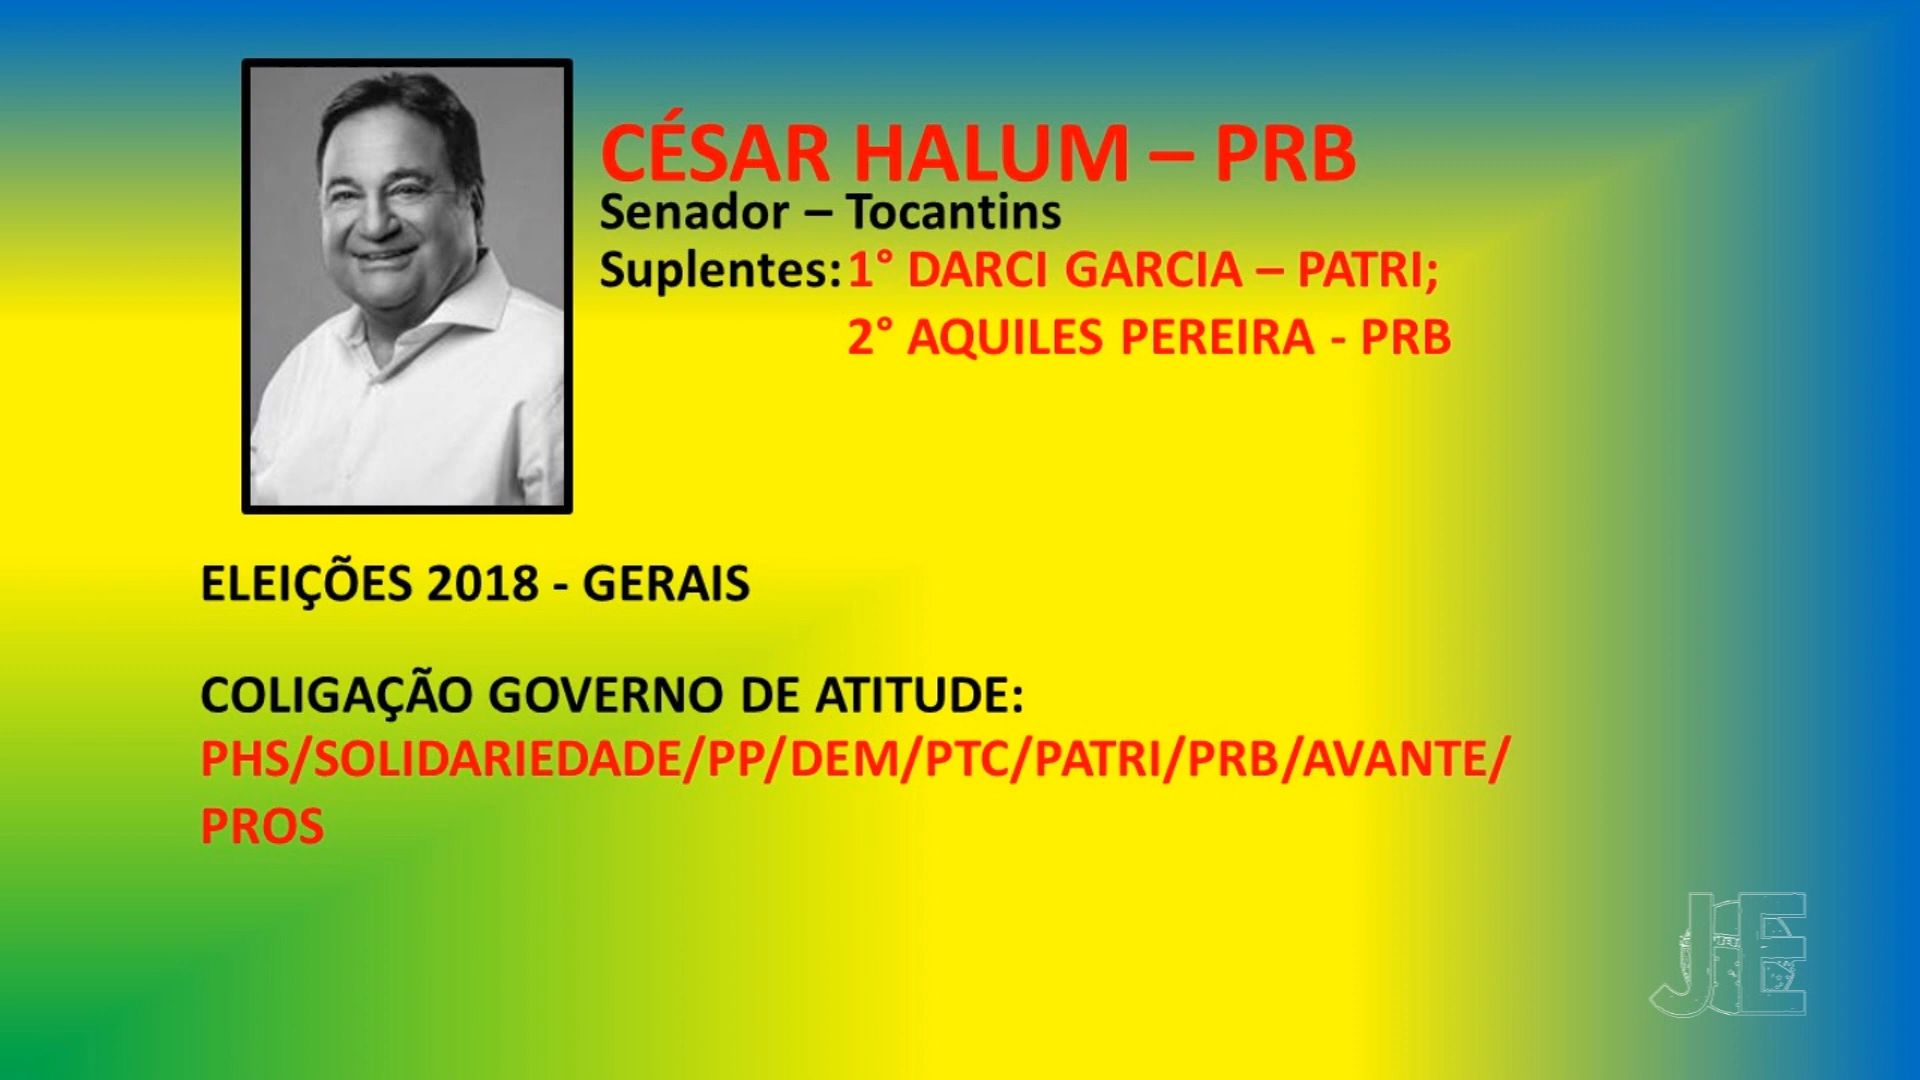 CÉSAR HALUM – PRB
Senador – Tocantins
Suplentes: 1° DARCI GARCIA – PATRI;
2° AQUILES PEREIRA - PRB
ELEIÇÕES 2018 - GERAIS
COLIGAÇÃO GOVERNO DE ATITUDE:
PHS/SOLIDARIEDADE/PP/DEM/PTC/PATRI/PRB/AVANTE/
PROS
JE